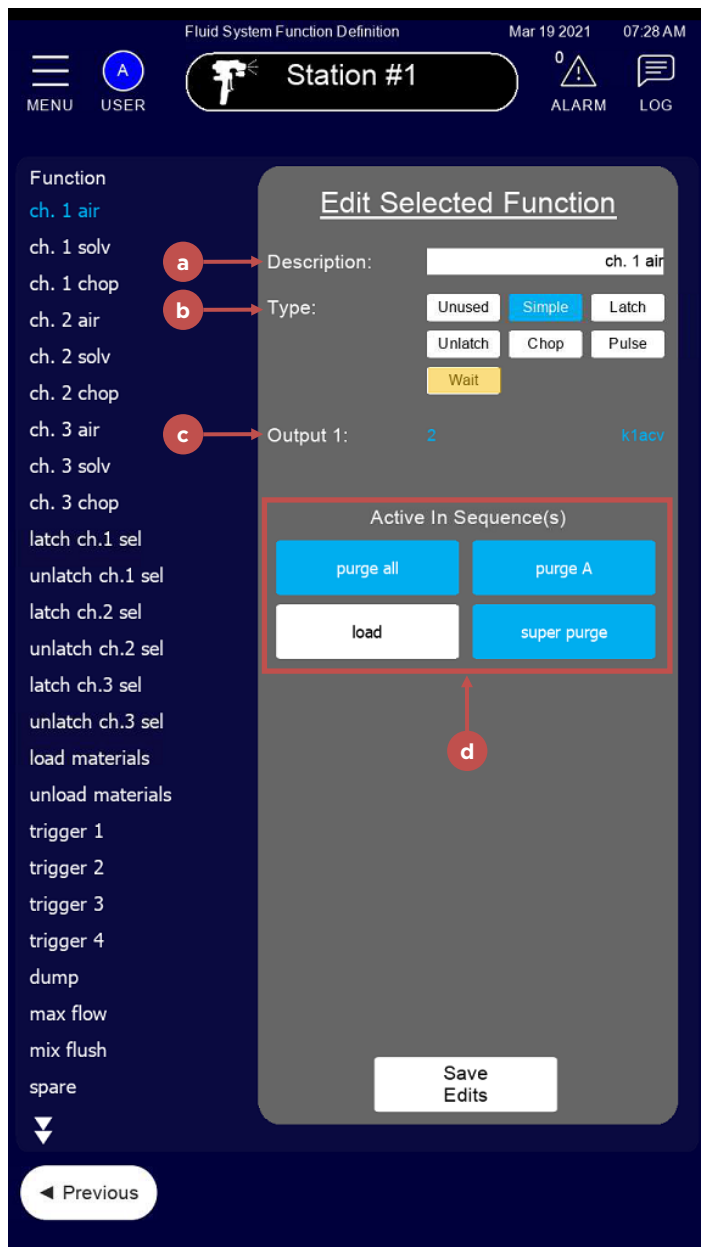 Fluid System Function Definition
Mar 19 2021 07:28 AM
MENU
A
USER
Station #1
0
ALARM
LOG
Function
ch. 1 air
ch. 1 solv
ch. 1 chop
ch. 2 air
ch. 2 solv
ch. 2 chop
ch. 3 air
ch. 3 solv
ch. 3 chop
latch ch.1 sel
unlatch ch.1 sel
latch ch.2 sel
unlatch ch.2 sel
latch ch.3 sel
unlatch ch.3 sel
load materials
unload materials
trigger 1
trigger 2
trigger 3
trigger 4
dump
max flow
mix flush
spare
Edit Selected Function
a
Description: ch. 1 air
b
Type: Unused Simple Latch
Unlatch Chop Pulse
Wait
c
Output 1: 2 k1acv
Active In Sequence(s)
purge all purge A
load super purge
d
Save
Edits
◄ Previous